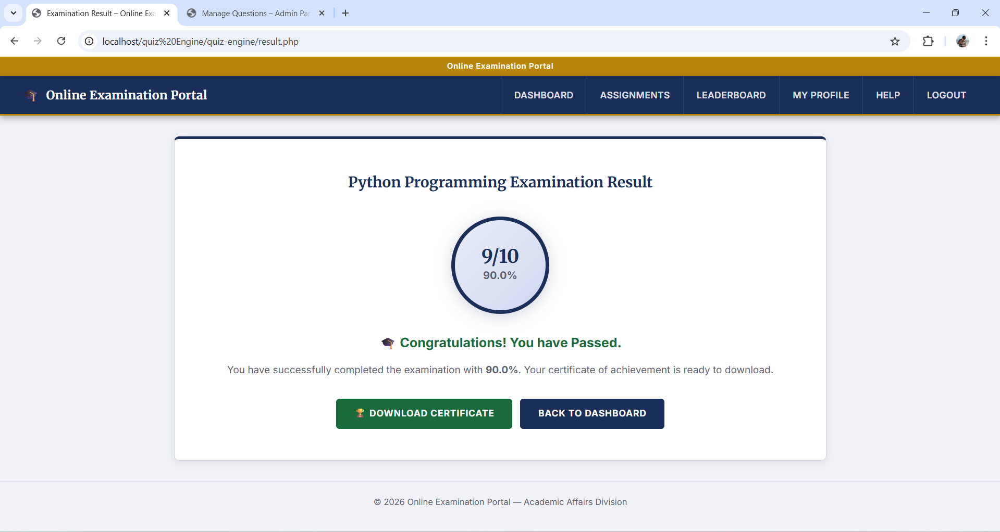 Examination Result – Online Exa
Manage Questions – Admin Pa
localhost/quiz%20Engine/quiz-engine/result.php
Online Examination Portal
Online Examination Portal
DASHBOARD
ASSIGNMENTS
LEADERBOARD
MY PROFILE
HELP
LOGOUT
Python Programming Examination Result
9/10
90.0%
Congratulations! You have Passed.
You have successfully completed the examination with 90.0%. Your certificate of achievement is ready to download.
DOWNLOAD CERTIFICATE
BACK TO DASHBOARD
© 2026 Online Examination Portal — Academic Affairs Division